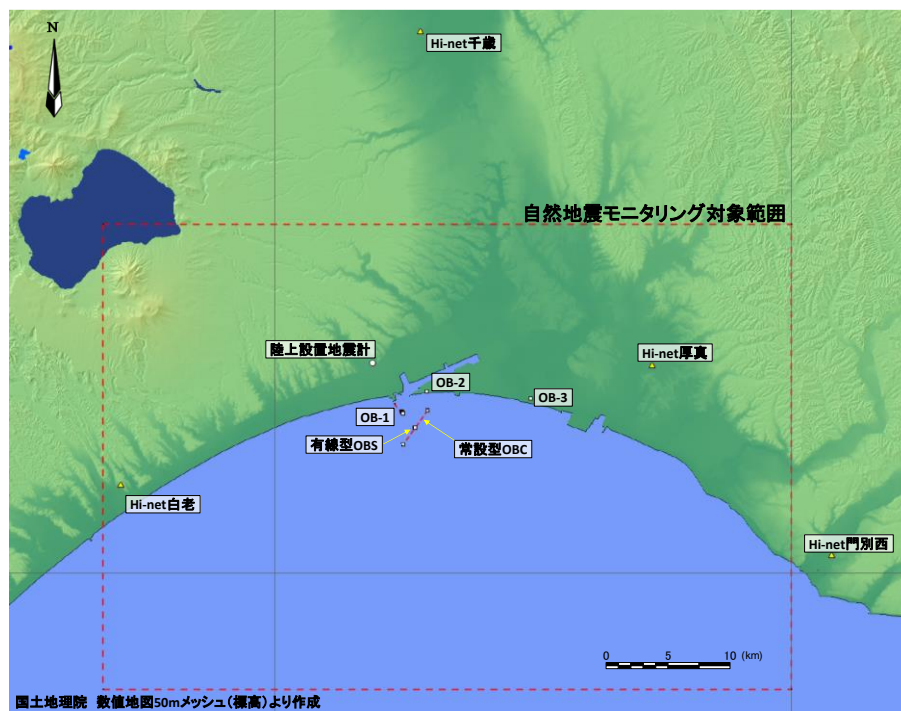 N
Hi-net千歳
自然地震モニタリング対象範囲
陸上設置地震計
Hi-net厚真
OB-2
OB-3
OB-1
有線型OBS
常設型OBC
Hi-net白老
Hi-net門別西
0 5 10 (km)
国土地理院 数値地図50mメッシュ(標高)より作成